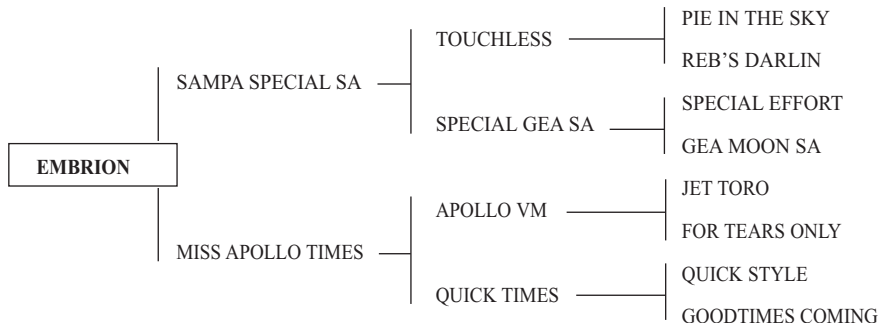 PIE IN THE SKY
TOUCHLESS
REB'S DARLIN
SAMPA SPECIAL SA
SPECIAL EFFORT
SPECIAL GEA SA
GEA MOON SA
EMBRION
JET TORO
APOLLO VM
FOR TEARS ONLY
MISS APOLLO TIMES
QUICK STYLE
QUICK TIMES
GOODTIMES COMING